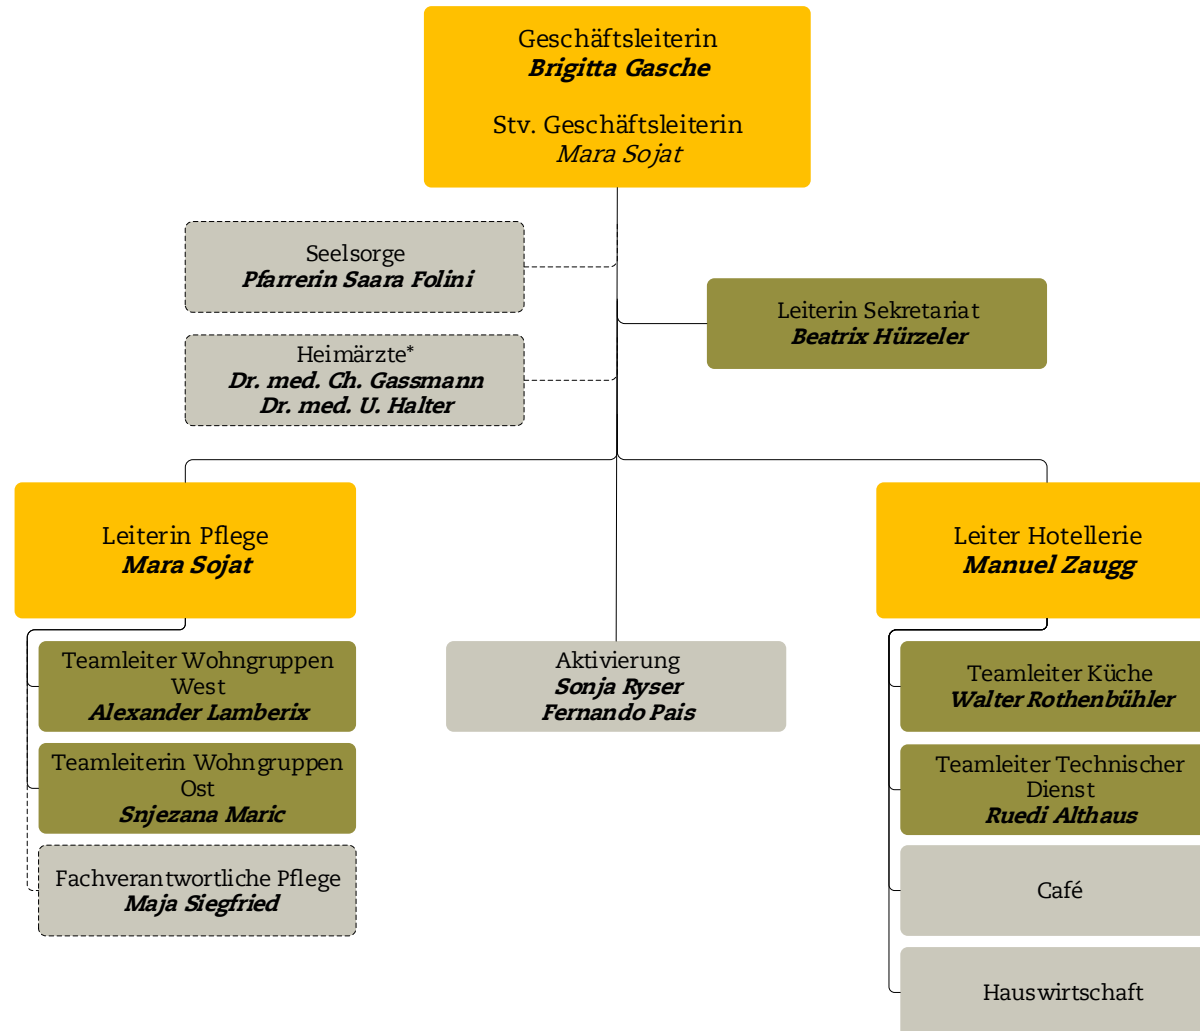 Geschäftsleiterin
Brigitta Gasche
Stv. Geschäftsleiterin
Mara Sojat
Seelsorge
Pfarrerin Saara Folini
Leiterin Sekretariat
Beatrix Hürzeler
Heimärzte*
Dr. med. Ch. Gassmann
Dr. med. U. Halter
Leiterin Pflege
Mara Sojat
Leiter Hotellerie
Manuel Zaugg
Teamleiter Wohngruppen
West
Alexander Lamberix
Teamleiterin Wohngruppen
Ost
Snjezana Maric
Fachverantwortliche Pflege
Maja Siegfried
Aktivierung
Sonja Ryser
Fernando Pais
Teamleiter Küche
Walter Rothenbühler
Teamleiter Technischer
Dienst
Ruedi Althaus
Café
Hauswirtschaft